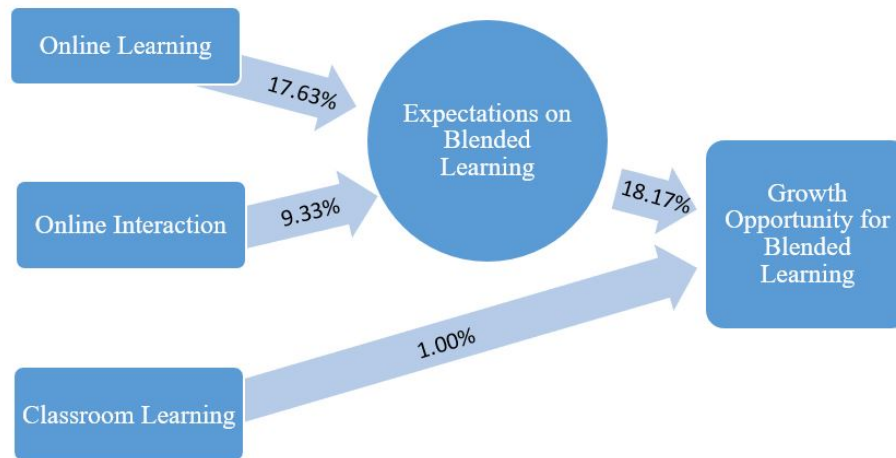 Online Learning
17.63%
Expectations on
Blended
Learning
Online Interaction
9.33%
18.17%
Growth
Opportunity for
Blended
Learning
1.00%
Classroom Learning